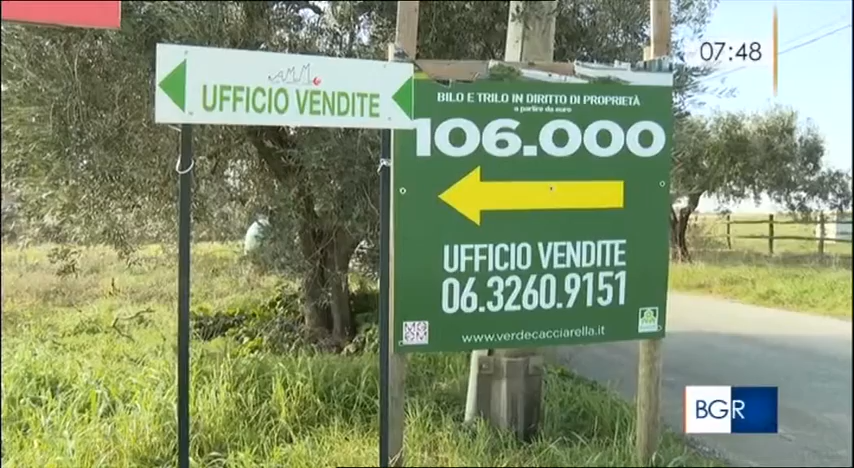 07:48
UFFICIO VENDITE
BILO E TRILO IN DIRITTO DI PROPRIETÀ
a partire da euro
106.000
UFFICIO VENDITE
06.3260.9151
www.verdecacciarella.it
BGR